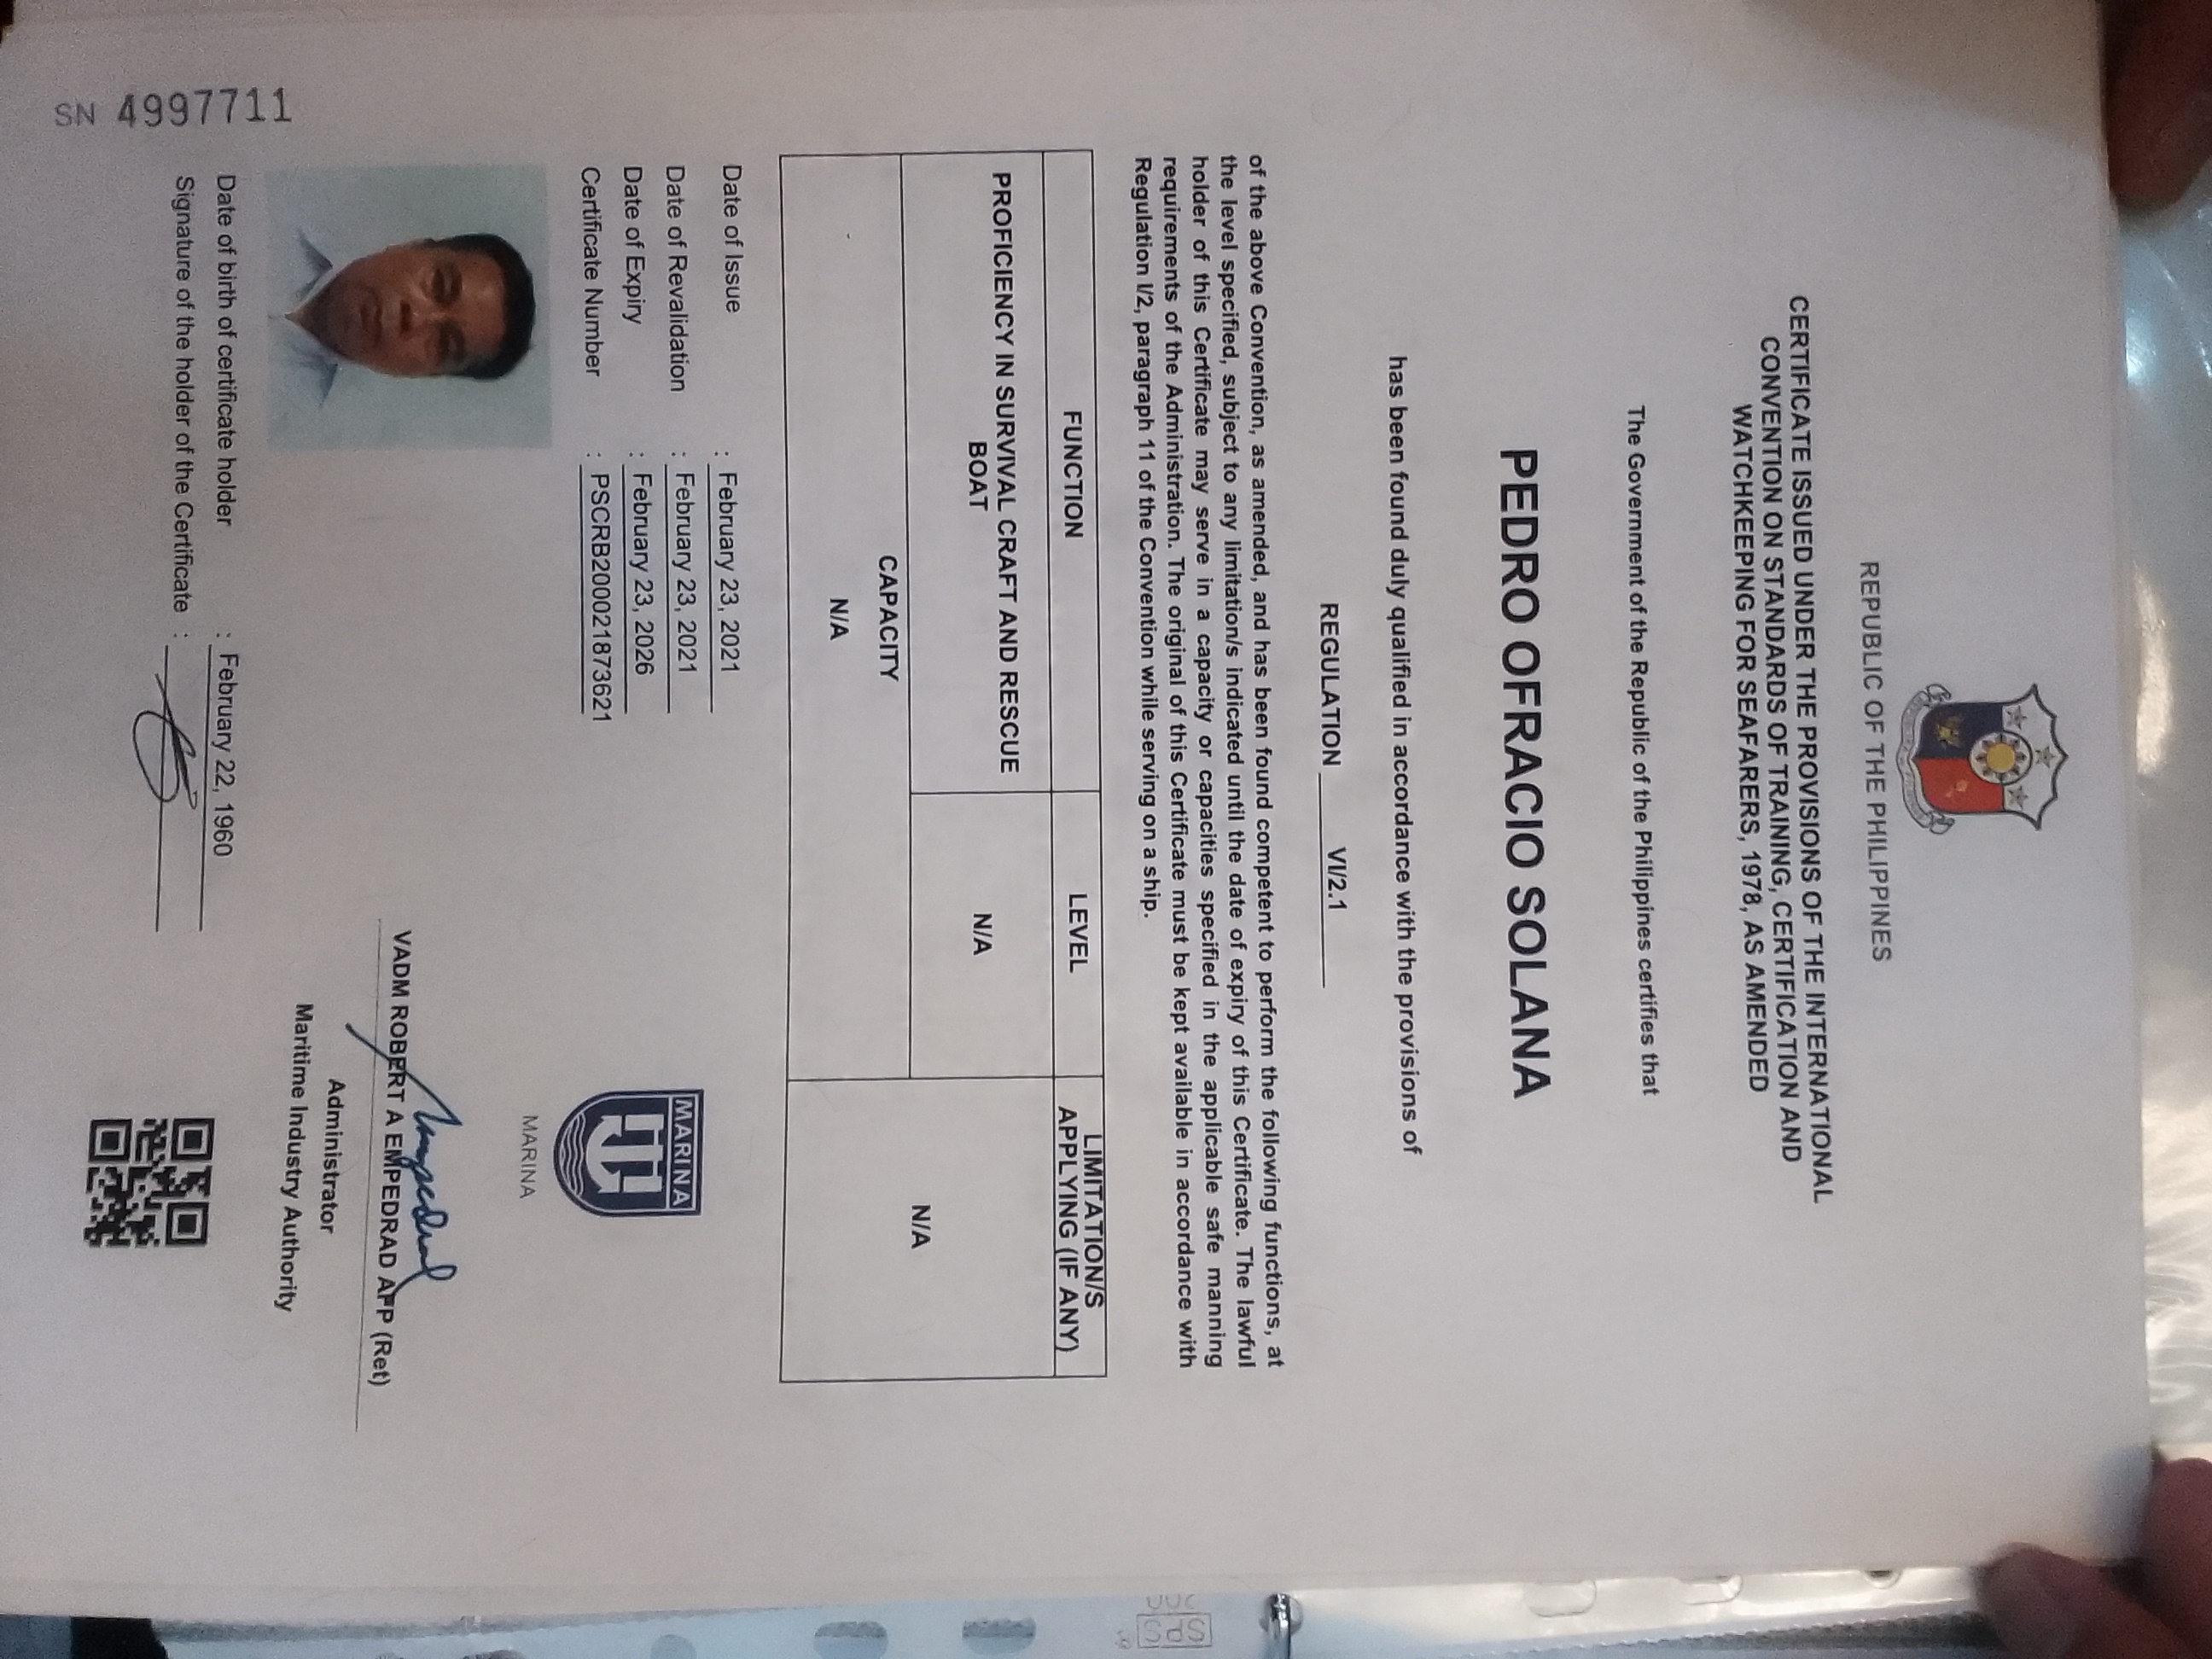 REPUBLIC OF THE PHILIPPINES
CERTIFICATE ISSUED UNDER THE PROVISIONS OF THE INTERNATIONAL
CONVENTION ON STANDARDS OF TRAINING, CERTIFICATION AND
WATCHKEEPING FOR SEAFARERS, 1978, AS AMENDED
The Government of the Republic of the Philippines certifies that
PEDRO OFRACIO SOLANA
has been found duly qualified in accordance with the provisions of
REGULATION VI/2.1
of the above Convention, as amended, and has been found competent to perform the following functions, at
the level specified, subject to any limitation/s indicated until the date of expiry of this Certificate. The lawful
holder of this Certificate may serve in a capacity or capacities specified in the applicable safe manning
requirements of the Administration. The original of this Certificate must be kept available in accordance with
Regulation I/2, paragraph 11 of the Convention while serving on a ship.
FUNCTION LEVEL LIMITATION/S
APPLYING (IF ANY)
PROFICIENCY IN SURVIVAL CRAFT AND RESCUE
BOAT N/A N/A
CAPACITY
N/A
Date of Issue : February 23, 2021
Date of Revalidation : February 23, 2021
Date of Expiry : February 23, 2026
Certificate Number : PSCRB200021873621
MARINA
MARINA
VADM ROBERT A EMPEDRAD AFP (Ret)
Administrator
Maritime Industry Authority
Date of birth of certificate holder : February 22, 1960
Signature of the holder of the Certificate :
SN 4997711